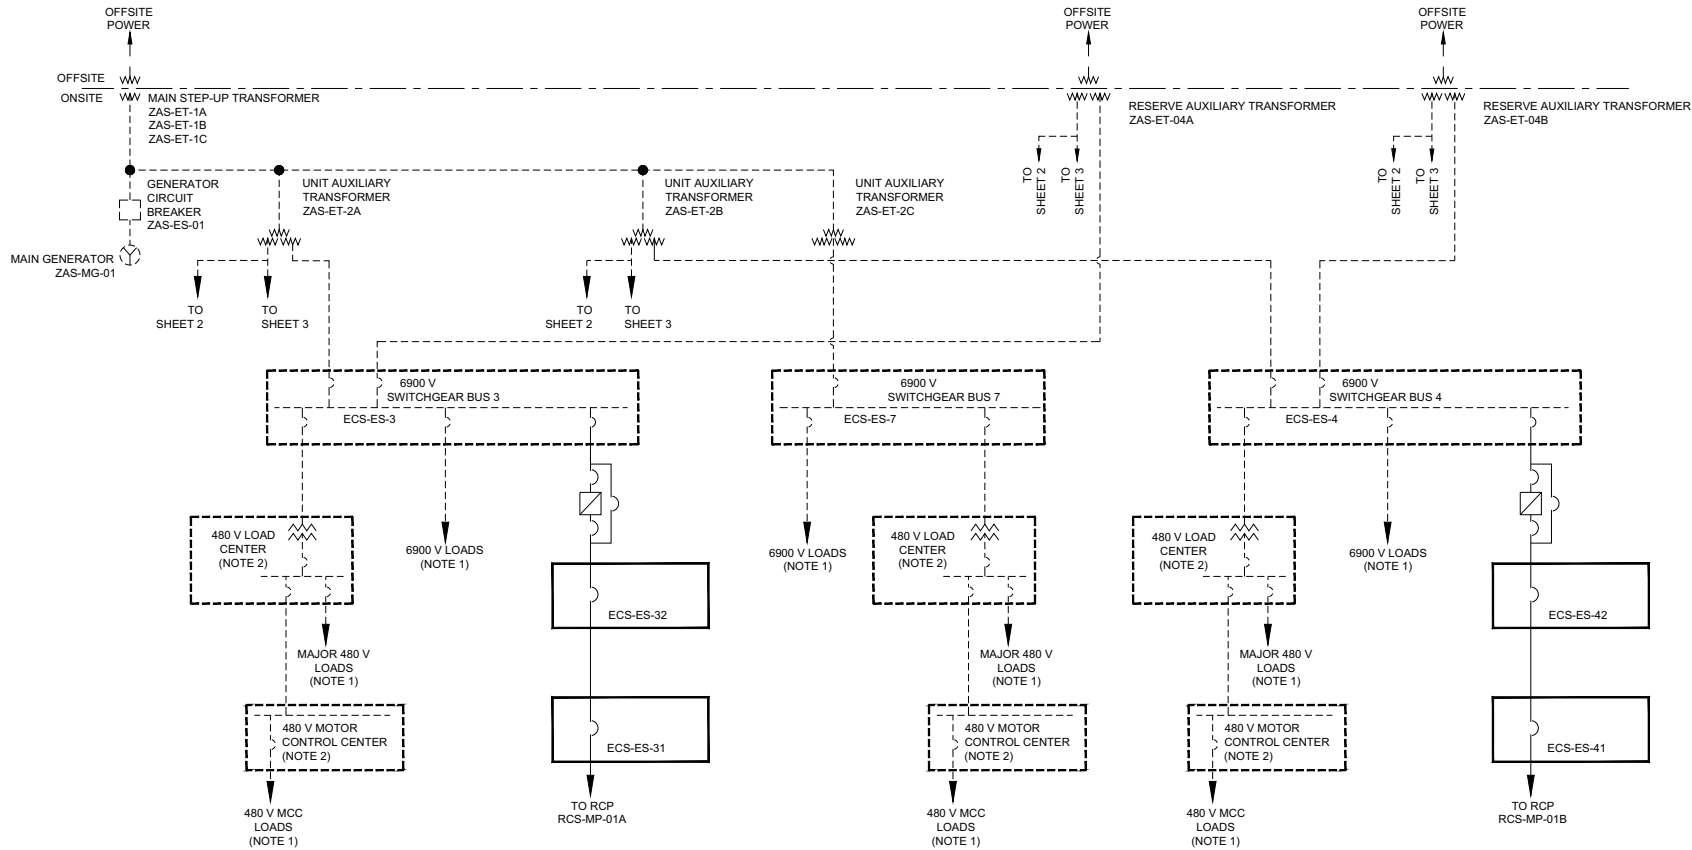 OFFSITE
POWER
OFFSITE
POWER
OFFSITE
POWER
OFFSITE
ONSITE
MAIN STEP-UP TRANSFORMER
ZAS-ET-1A
ZAS-ET-1B
ZAS-ET-1C
RESERVE AUXILIARY TRANSFORMER
ZAS-ET-04A
RESERVE AUXILIARY TRANSFORMER
ZAS-ET-04B
TO
SHEET 2
TO
SHEET 3
TO
SHEET 2
TO
SHEET 3
GENERATOR
CIRCUIT
BREAKER
ZAS-ES-01
UNIT AUXILIARY
TRANSFORMER
ZAS-ET-2A
UNIT AUXILIARY
TRANSFORMER
ZAS-ET-2B
UNIT AUXILIARY
TRANSFORMER
ZAS-ET-2C
MAIN GENERATOR
ZAS-MG-01
TO
SHEET 2
TO
SHEET 3
TO
SHEET 2
TO
SHEET 3
6900 V
SWITCHGEAR BUS 3
ECS-ES-3
6900 V
SWITCHGEAR BUS 7
ECS-ES-7
6900 V
SWITCHGEAR BUS 4
ECS-ES-4
480 V LOAD
CENTER
(NOTE 2)
6900 V LOADS
(NOTE 1)
6900 V LOADS
(NOTE 1)
480 V LOAD
CENTER
(NOTE 2)
480 V LOAD
CENTER
(NOTE 2)
6900 V LOADS
(NOTE 1)
ECS-ES-32
ECS-ES-42
MAJOR 480 V
LOADS
(NOTE 1)
MAJOR 480 V
LOADS
(NOTE 1)
MAJOR 480 V
LOADS
(NOTE 1)
480 V MOTOR
CONTROL CENTER
(NOTE 2)
ECS-ES-31
480 V MOTOR
CONTROL CENTER
(NOTE 2)
480 V MOTOR
CONTROL CENTER
(NOTE 2)
ECS-ES-41
480 V MCC
LOADS
(NOTE 1)
TO RCP
RCS-MP-01A
480 V MCC
LOADS
(NOTE 1)
480 V MCC
LOADS
(NOTE 1)
TO RCP
RCS-MP-01B